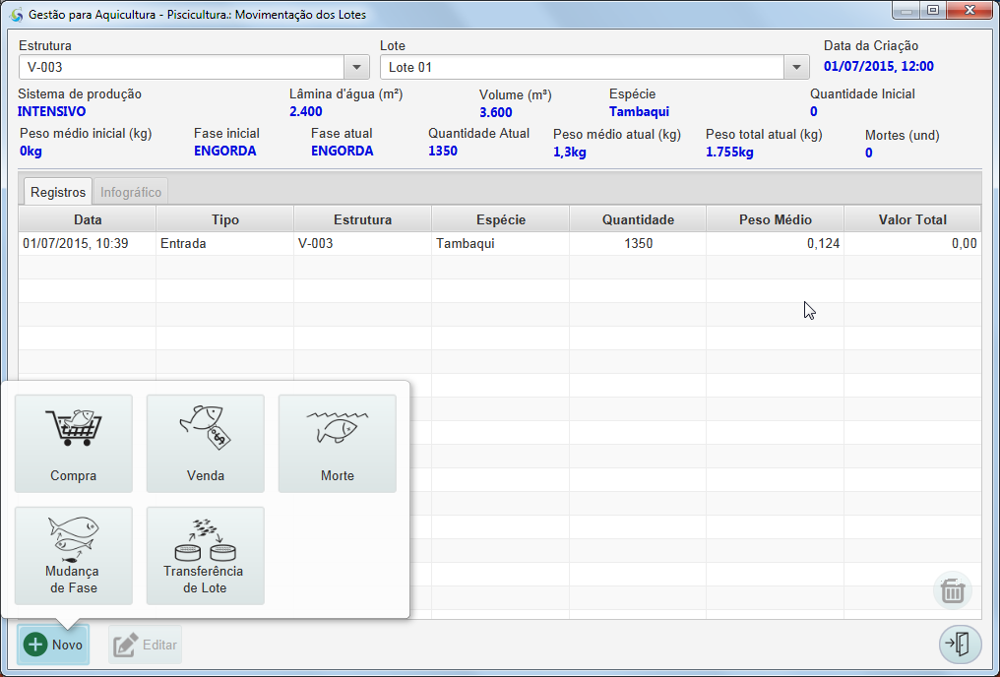 Gestão para Aquicultura - Piscicultura.: Movimentação dos Lotes
Estrutura
Lote
Data da Criação
V-003
Lote 01
01/07/2015, 12:00
Sistema de produção
Lâmina d'água (m²)
Volume (m³)
Espécie
Quantidade Inicial
INTENSIVO
2.400
3.600
Tambaqui
0
Peso médio inicial (kg)
Fase inicial
Fase atual
Quantidade Atual
Peso médio atual (kg)
Peso total atual (kg)
Mortes (und)
0kg
ENGORDA
ENGORDA
1350
1,3kg
1.755kg
0
Registros
Infográfico
Data Tipo Estrutura Espécie Quantidade Peso Médio Valor Total
01/07/2015, 10:39 Entrada V-003 Tambaqui 1350 0,124 0,00
Compra
Venda
Morte
Mudança
de Fase
Transferência
de Lote
Novo
Editar